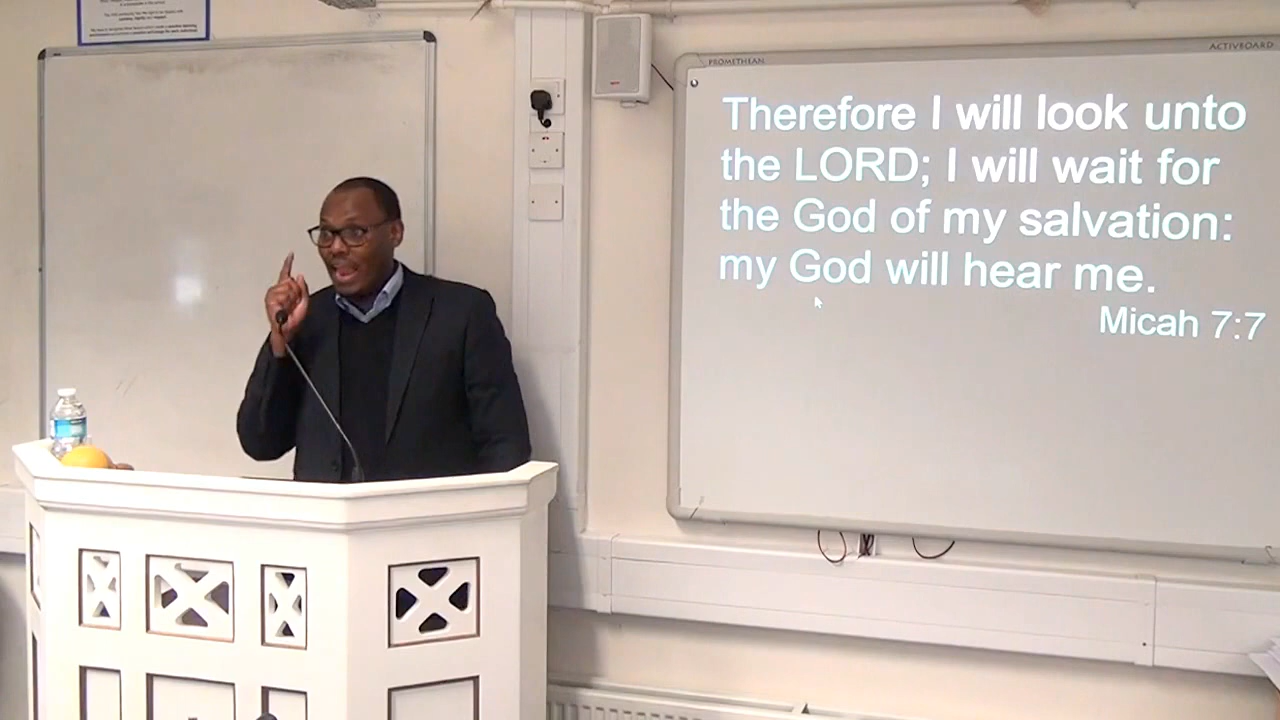 PROMETHEAN
ACTIVBOARD
Therefore I will look unto
the LORD; I will wait for
the God of my salvation:
my God will hear me.
Micah 7:7